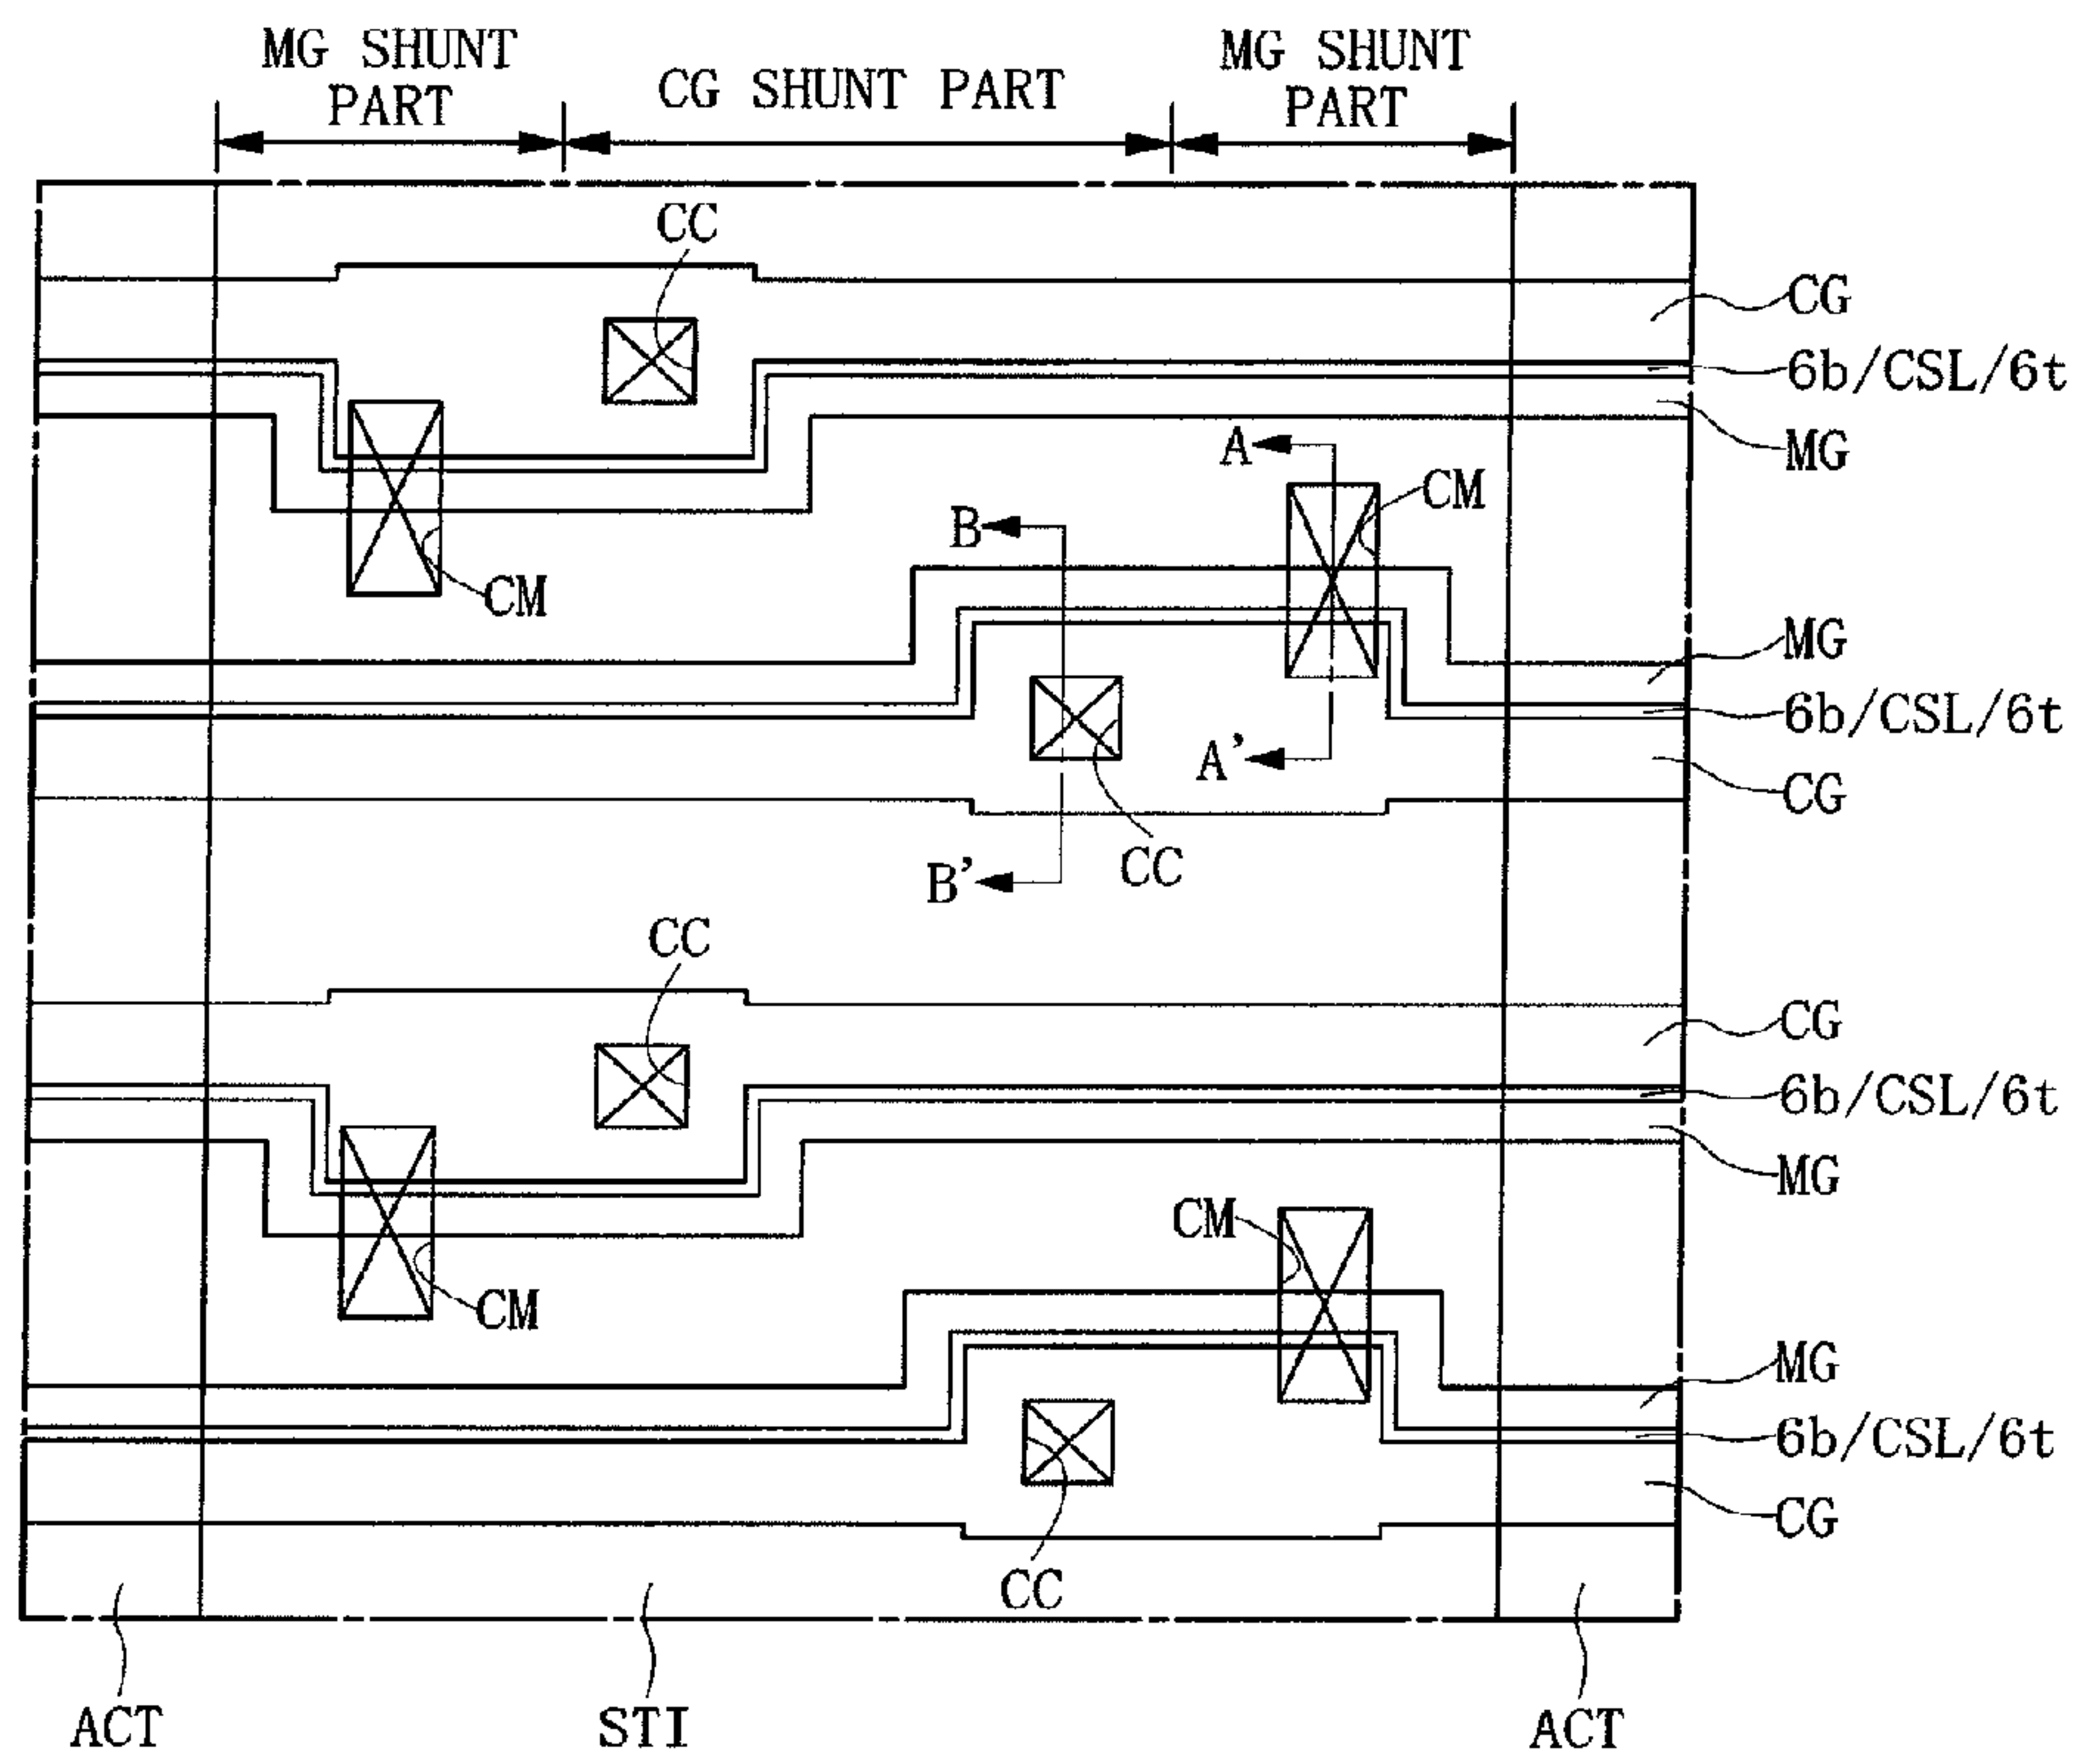 MG SHUNT
PART
CG SHUNT PART
MG SHUNT
PART
CC
CG
6b/CSL/6t
MG
A
CM
B
CM
MG
6b/CSL/6t
A'
CG
CC
B'
CC
CG
6b/CSL/6t
MG
CM
CM
MG
6b/CSL/6t
CG
CC
ACT
STI
ACT